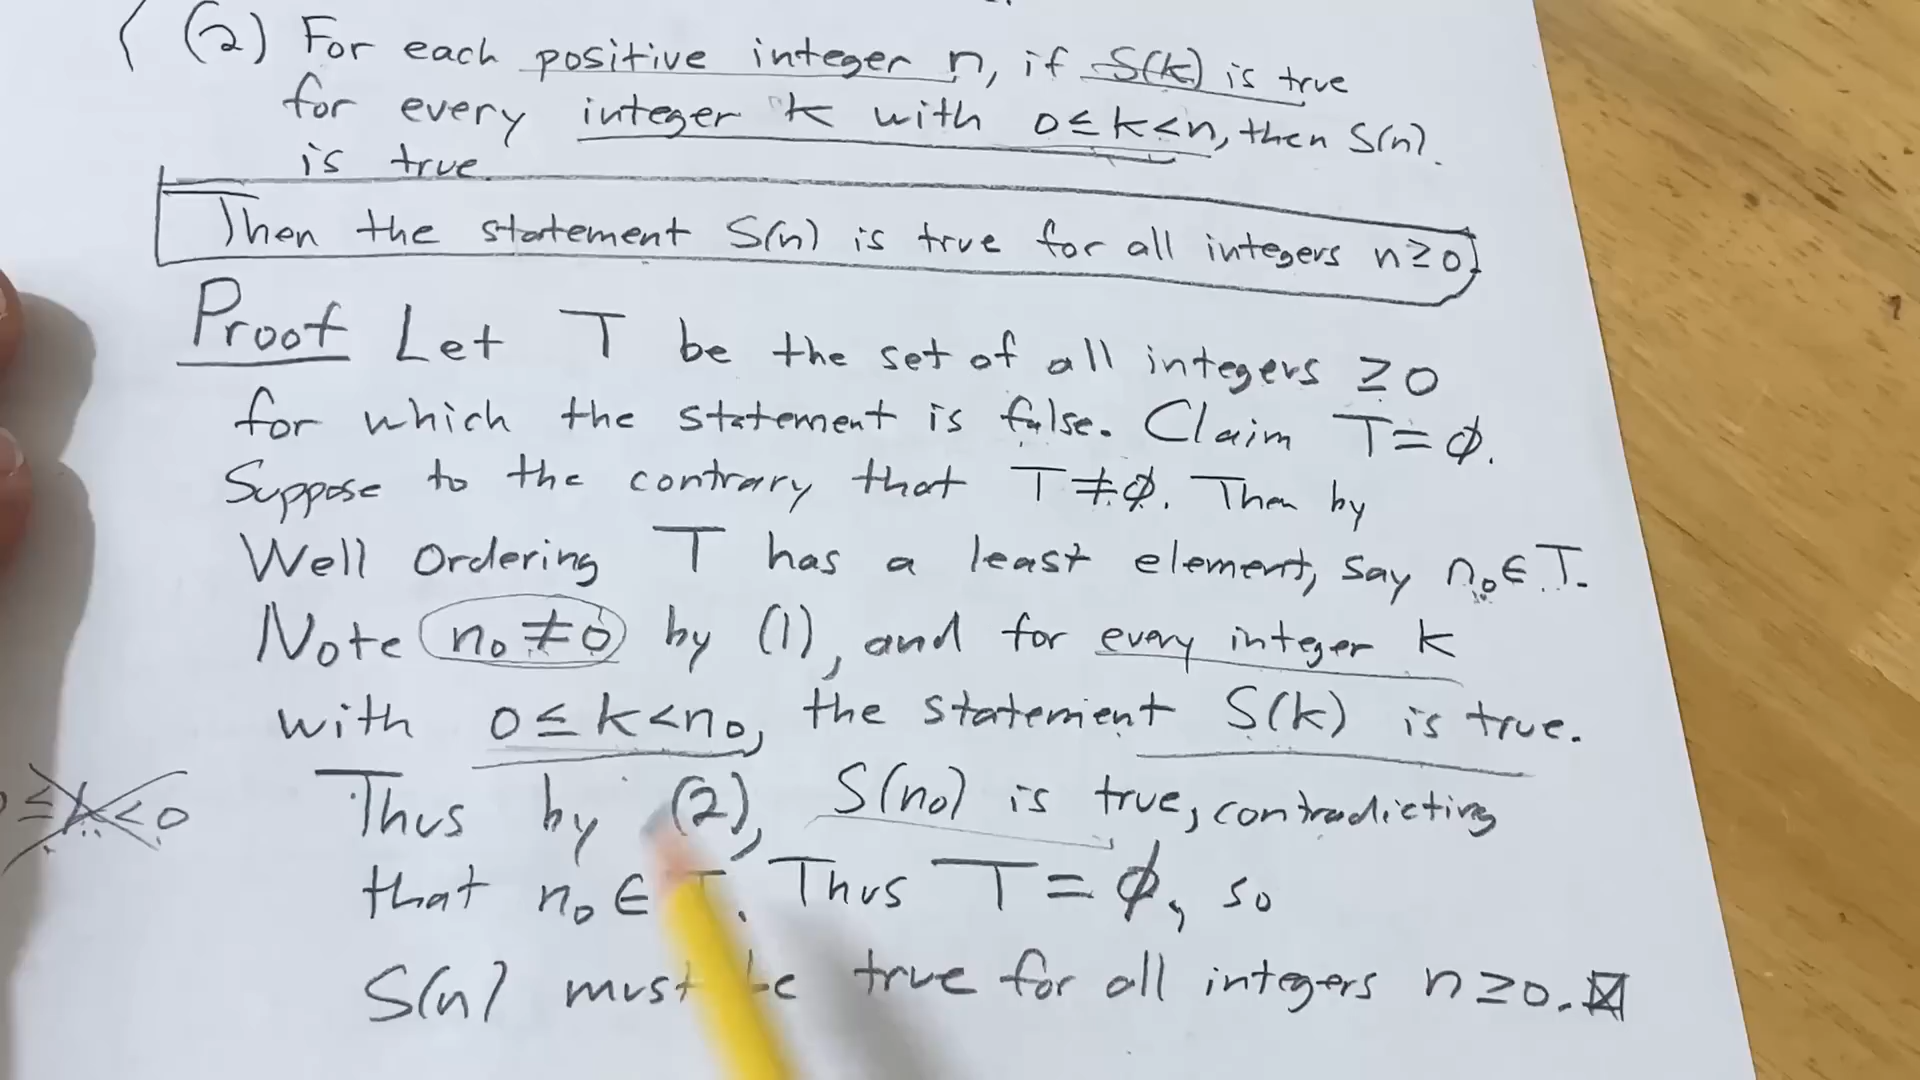 (2) For each positive integer n, if S(k) is true
for every integer k with 0≤k<n, then S(n).
is true.
Then the statement S(n) is true for all integers n≥0.
Proof Let T be the set of all integers ≥0
for which the statement is false. Claim T=∅.
Suppose to the contrary that T≠∅. Then by
Well Ordering T has a least element, say n₀∈T.
Note n₀≠0 by (1), and for every integer k
with 0≤k<n₀, the statement S(k) is true.
Thus by (2), S(n₀) is true, contradicting
that n₀∈T. Thus T=∅, so
S(n) must be true for all integers n≥0.